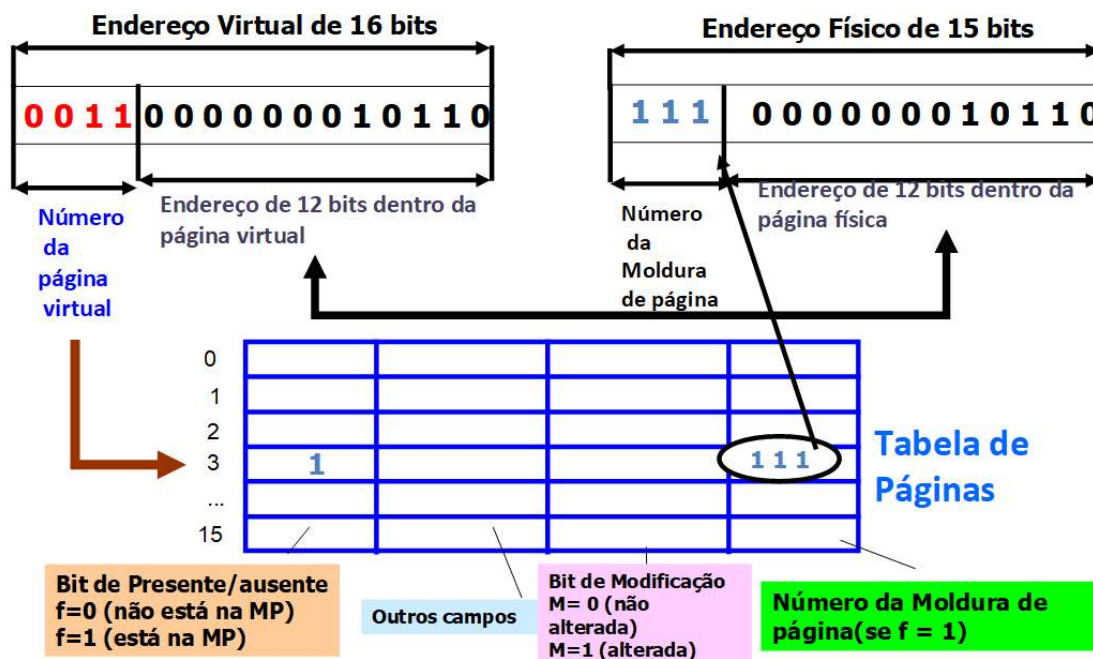 Endereço Virtual de 16 bits
Endereço Físico de 15 bits
0 0 1 1 0 0 0 0 0 0 0 1 0 1 1 0
1 1 1 0 0 0 0 0 0 0 1 0 1 1 0
Número
da
página
virtual
Endereço de 12 bits dentro da
página virtual
Número
da
Moldura
de página
Endereço de 12 bits dentro da
página física
0
1
2
3 1 1 1 1
...
15
Tabela de
Páginas
Bit de Presente/ausente
f=0 (não está na MP)
f=1 (está na MP)
Outros campos
Bit de Modificação
M= 0 (não
alterada)
M=1 (alterada)
Número da Moldura de
página(se f = 1)